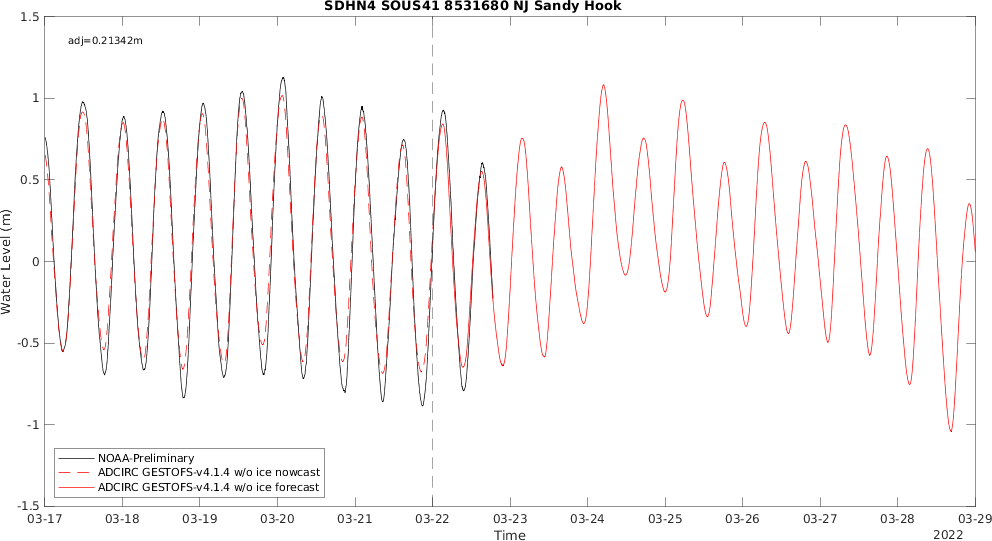 SDHN4 SOUS41 8531680 NJ Sandy Hook
adj=0.21342m
1.5
1
0.5
0
-0.5
-1
-1.5
Water Level (m)
NOAA-Preliminary
ADCIRC GESTOFS-v4.1.4 w/o ice nowcast
ADCIRC GESTOFS-v4.1.4 w/o ice forecast
03-17 03-18 03-19 03-20 03-21 03-22 03-23 03-24 03-25 03-26 03-27 03-28 03-29
Time
2022